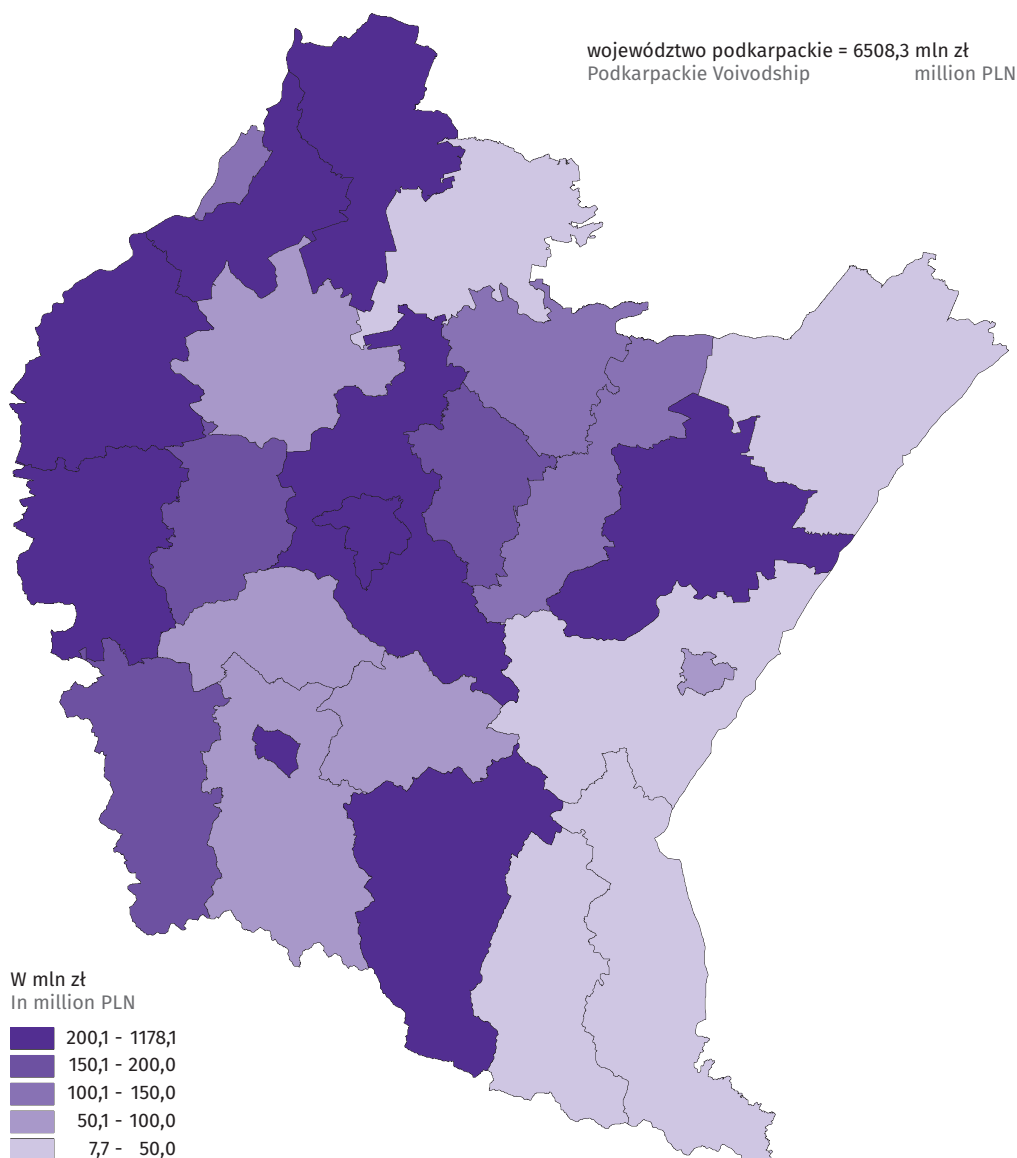 województwo podkarpackie = 6508,3 mln zł
Podkarpackie Voivodship million PLN
W mln zł
In million PLN
200,1 - 1178,1
150,1 - 200,0
100,1 - 150,0
50,1 - 100,0
7,7 - 50,0